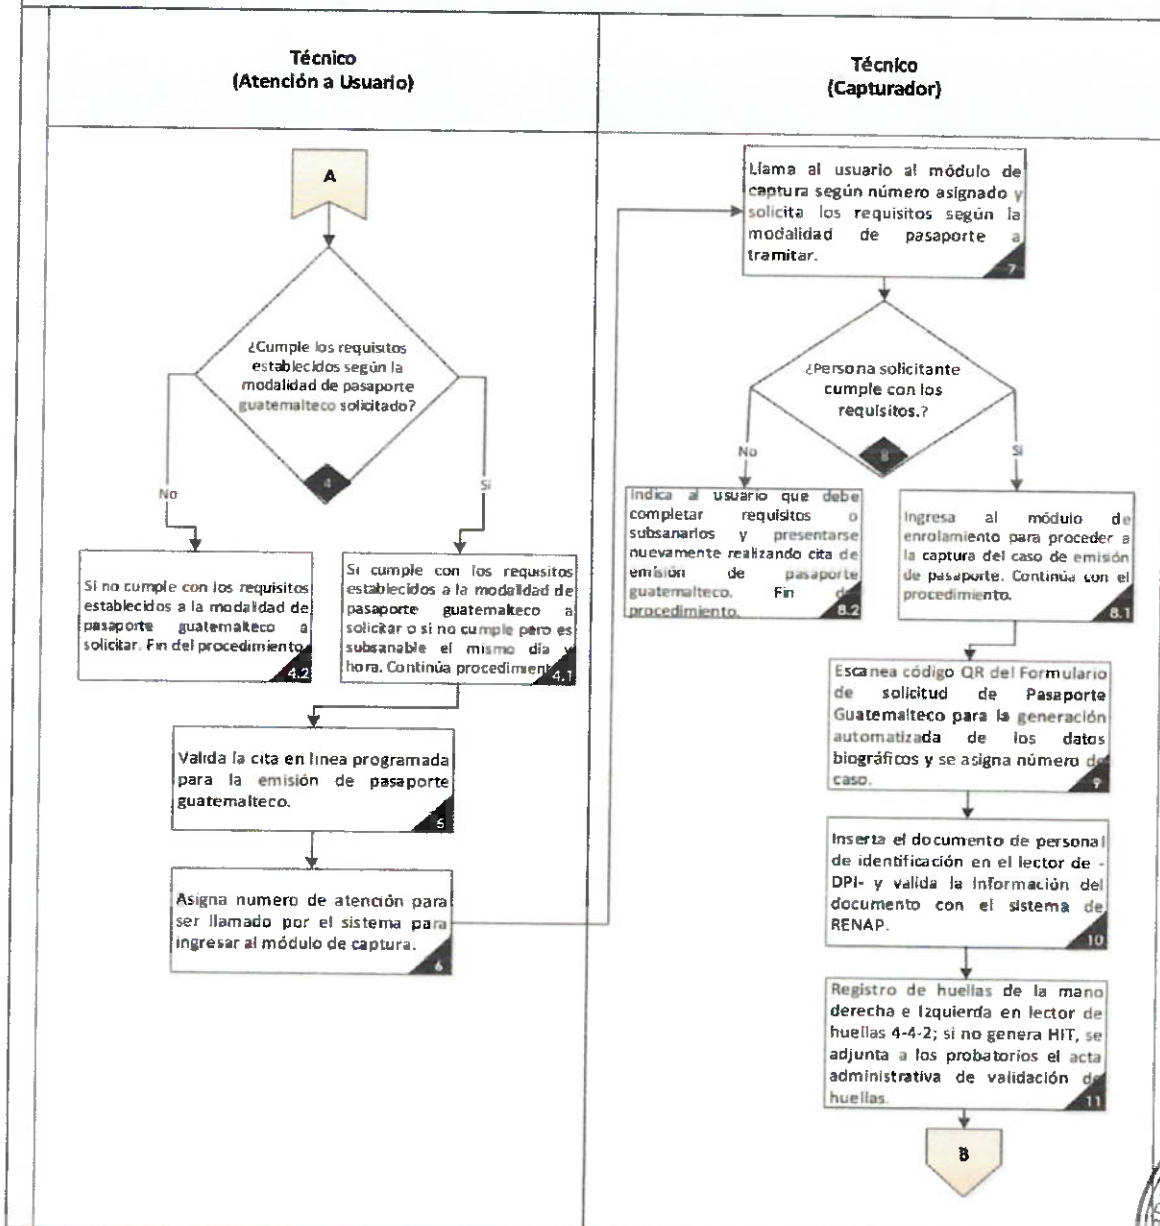 Técnico
(Atención a Usuario)
A
¿Cumple los requisitos
establecidos según la
modalidad de pasaporte
guatemalteco solicitado?
4
No
Si
Si no cumple con los requisitos
establecidos a la modalidad de
pasaporte guatemalteco a
solicitar. Fin del procedimiento
4.2
Si cumple con los requisitos
establecidos a la modalidad de
pasaporte guatemalteco a
solicitar o si no cumple pero es
subsanable el mismo día y
hora. Continúa procedimient
4.1
Valida la cita en linea programada
para la emisión de pasaporte
guatemalteco.
5
Asigna numero de atención para
ser llamado por el sistema para
ingresar al módulo de captura.
6
Técnico
(Capturador)
Llama al usuario al módulo de
captura según número asignado y
solicita los requisitos según la
modalidad de pasaporte a
tramitar.
7
¿Persona solicitante
cumple con los
requisitos.?
8
No
Si
Indica al usuario que debe
completar requisitos o
subsanarlos y presentarse
nuevamente realizando cita de
emisión de pasaporte
guatemalteco. Fin de
procedimiento.
8.2
Ingresa al módulo de
enrolamiento para proceder a
la captura del caso de emisión
de pasaporte. Continúa con el
procedimiento.
8.1
Escanea código QR del Formulario
de solicitud de Pasaporte
Guatemalteco para la generación
automatizada de los datos
biográficos y se asigna número de
caso.
9
Inserta el documento de personal
de identificación en el lector de -
DPI- y valida la información del
documento con el sistema de
RENAP.
10
Registro de huellas de la mano
derecha e Izquierda en lector de
huellas 4-4-2; si no genera HIT, se
adjunta a los probatorios el acta
administrativa de validación de
huellas.
11
B